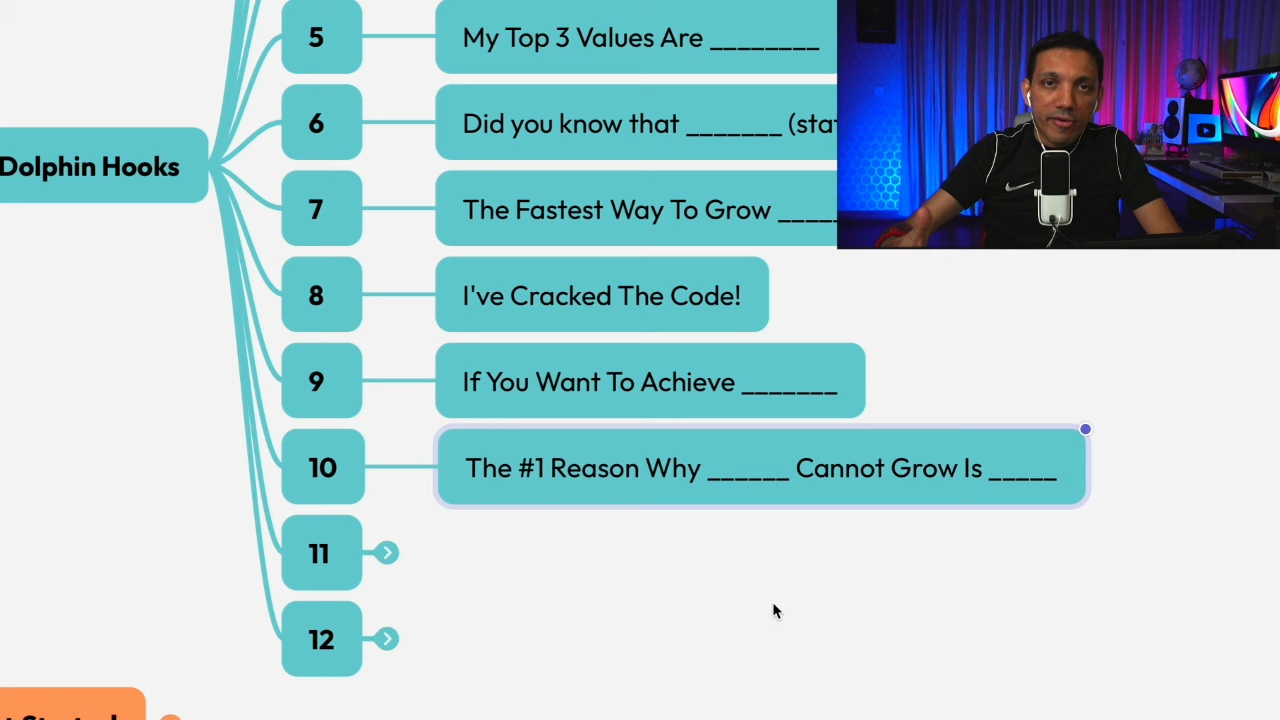 5
My Top 3 Values Are ________
6
Did you know that _______ (stat
7
The Fastest Way To Grow _____
Dolphin Hooks
8
I've Cracked The Code!
9
If You Want To Achieve _______
10
The #1 Reason Why ______ Cannot Grow Is _____
11
12